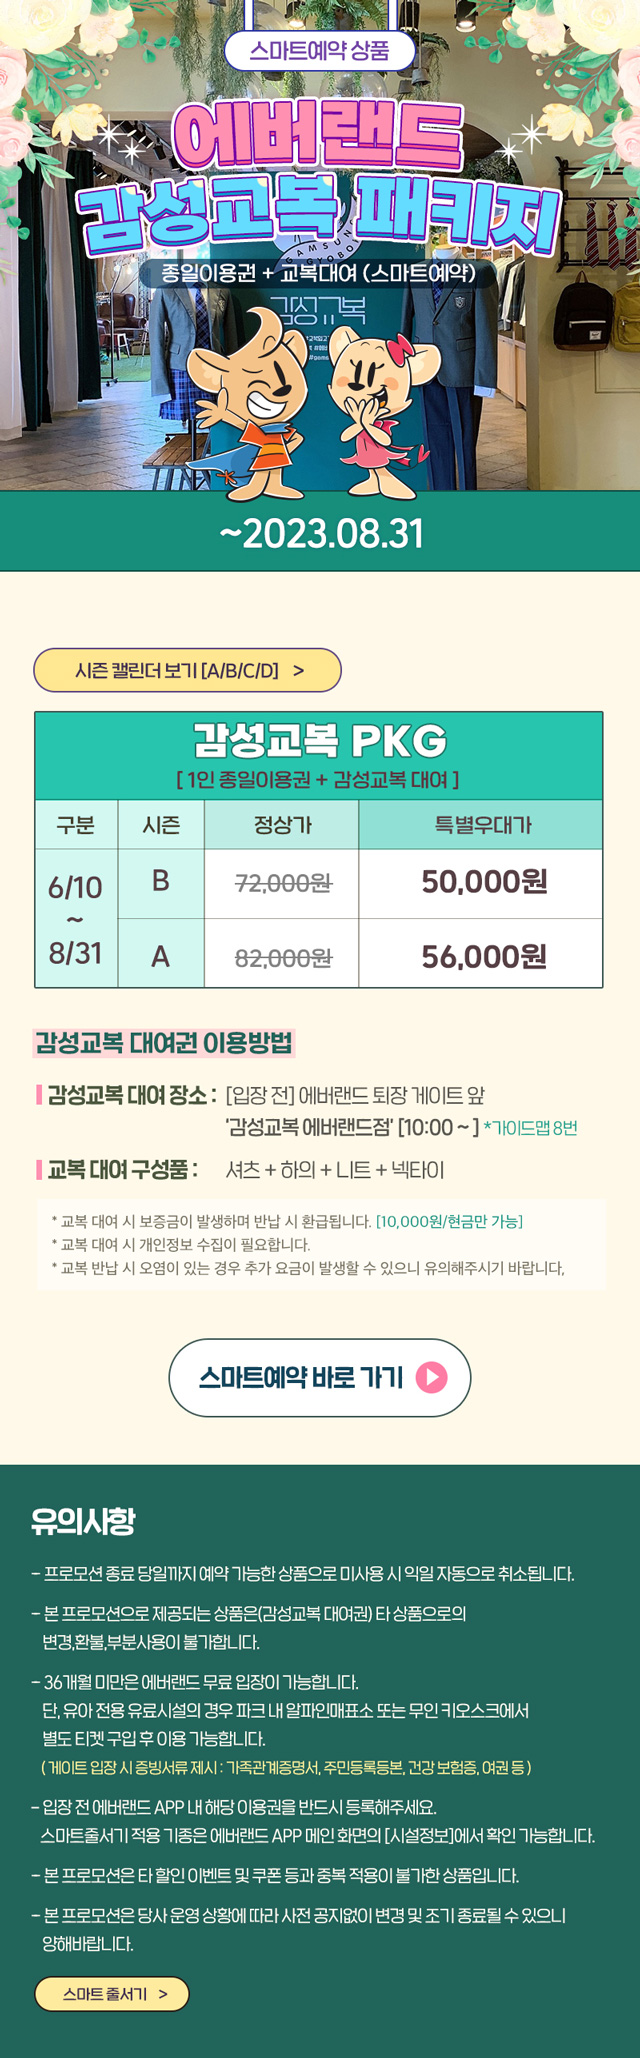 스마트예약 상품
에버랜드
감성교복 패키지
GAMSUNG
GYOBOK
종일이용권 + 교복대여 (스마트예약)
감성교복
~2023.08.31
시즌 캘린더 보기 [A/B/C/D] >
감성교복 PKG
[ 1인 종일이용권 + 감성교복 대여 ]
구분 시즌 정상가 특별우대가
6/10 ~ 8/31
B 72,000원 50,000원
A 82,000원 56,000원
감성교복 대여권 이용방법
감성교복 대여 장소 : [입장 전] 에버랜드 퇴장 게이트 앞
'감성교복 에버랜드점' [10:00 ~ ] *가이드맵 8번
교복 대여 구성품 : 셔츠 + 하의 + 니트 + 넥타이
* 교복 대여 시 보증금이 발생하며 반납 시 환급됩니다. [10,000원/현금만 가능]
* 교복 대여 시 개인정보 수집이 필요합니다.
* 교복 반납 시 오염이 있는 경우 추가 요금이 발생할 수 있으니 유의해주시기 바랍니다,
스마트예약 바로 가기
유의사항
- 프로모션 종료 당일까지 예약 가능한 상품으로 미사용 시 익일 자동으로 취소됩니다.
- 본 프로모션으로 제공되는 상품은(감성교복 대여권) 타 상품으로의
변경,환불,부분사용이 불가합니다.
- 36개월 미만은 에버랜드 무료 입장이 가능합니다.
단, 유아 전용 유료시설의 경우 파크 내 알파인매표소 또는 무인 키오스크에서
별도 티켓 구입 후 이용 가능합니다.
( 게이트 입장 시 증빙서류 제시 : 가족관계증명서, 주민등록등본, 건강 보험증, 여권 등 )
- 입장 전 에버랜드 APP 내 해당 이용권을 반드시 등록해주세요.
스마트줄서기 적용 기종은 에버랜드 APP 메인 화면의 [시설정보]에서 확인 가능합니다.
- 본 프로모션은 타 할인 이벤트 및 쿠폰 등과 중복 적용이 불가한 상품입니다.
- 본 프로모션은 당사 운영 상황에 따라 사전 공지없이 변경 및 조기 종료될 수 있으니
양해바랍니다.
스마트 줄서기 >